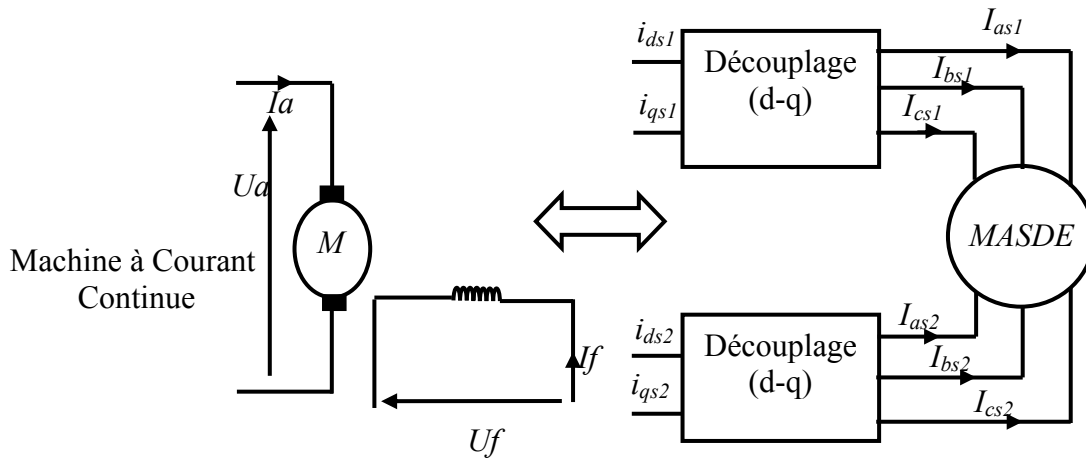 Ia
Ua
M
Machine à Courant
Continue
If
Uf
ids1
iqs1
Découplage
(d-q)
Ias1
Ibs1
Ics1
MASDE
ids2
iqs2
Découplage
(d-q)
Ias2
Ibs2
Ics2